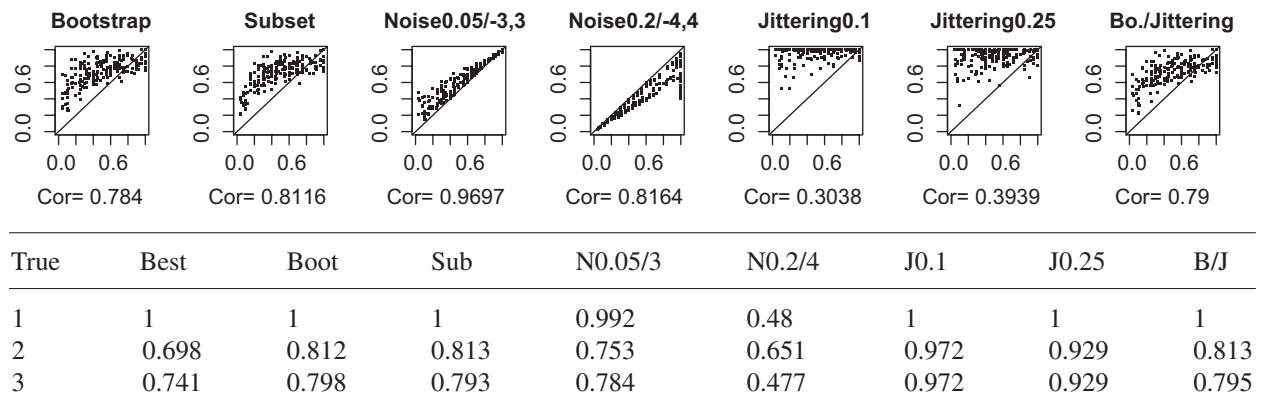 Bootstrap Subset Noise0.05/-3,3 Noise0.2/-4,4 Jittering0.1 Jittering0.25 Bo./Jittering
0.6 0.6 0.6 0.6 0.6 0.6 0.6
0.0 0.0 0.0 0.0 0.0 0.0 0.0
0.0 0.6 0.0 0.6 0.0 0.6 0.0 0.6 0.0 0.6 0.0 0.6 0.0 0.6
Cor= 0.784 Cor= 0.8116 Cor= 0.9697 Cor= 0.8164 Cor= 0.3038 Cor= 0.3939 Cor= 0.79
True Best Boot Sub N0.05/3 N0.2/4 J0.1 J0.25 B/J
1 1 1 1 0.992 0.48 1 1 1
2 0.698 0.812 0.813 0.753 0.651 0.972 0.929 0.813
3 0.741 0.798 0.793 0.784 0.477 0.972 0.929 0.795